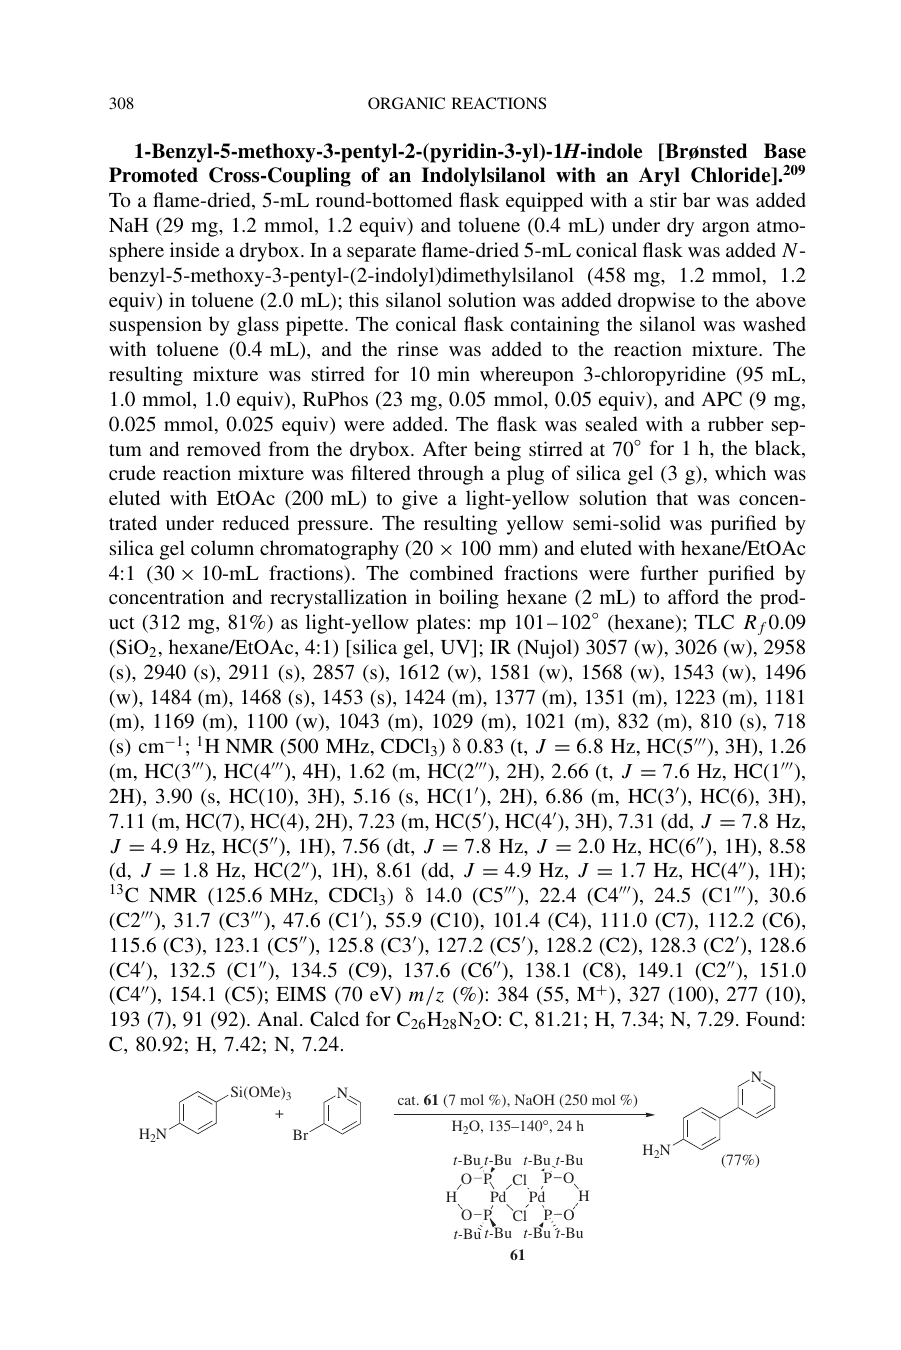 308
ORGANIC REACTIONS
1-Benzyl-5-methoxy-3-pentyl-2-(pyridin-3-yl)-1H-indole [Brønsted Base
Promoted Cross-Coupling of an Indolylsilanol with an Aryl Chloride].209
To a flame-dried, 5-mL round-bottomed flask equipped with a stir bar was added
NaH (29 mg, 1.2 mmol, 1.2 equiv) and toluene (0.4 mL) under dry argon atmo-
sphere inside a drybox. In a separate flame-dried 5-mL conical flask was added N-
benzyl-5-methoxy-3-pentyl-(2-indolyl)dimethylsilanol (458 mg, 1.2 mmol, 1.2
equiv) in toluene (2.0 mL); this silanol solution was added dropwise to the above
suspension by glass pipette. The conical flask containing the silanol was washed
with toluene (0.4 mL), and the rinse was added to the reaction mixture. The
resulting mixture was stirred for 10 min whereupon 3-chloropyridine (95 mL,
1.0 mmol, 1.0 equiv), RuPhos (23 mg, 0.05 mmol, 0.05 equiv), and APC (9 mg,
0.025 mmol, 0.025 equiv) were added. The flask was sealed with a rubber sep-
tum and removed from the drybox. After being stirred at 70° for 1 h, the black,
crude reaction mixture was filtered through a plug of silica gel (3 g), which was
eluted with EtOAc (200 mL) to give a light-yellow solution that was concen-
trated under reduced pressure. The resulting yellow semi-solid was purified by
silica gel column chromatography (20 × 100 mm) and eluted with hexane/EtOAc
4:1 (30 × 10-mL fractions). The combined fractions were further purified by
concentration and recrystallization in boiling hexane (2 mL) to afford the prod-
uct (312 mg, 81%) as light-yellow plates: mp 101–102° (hexane); TLC Rf 0.09
(SiO2, hexane/EtOAc, 4:1) [silica gel, UV]; IR (Nujol) 3057 (w), 3026 (w), 2958
(s), 2940 (s), 2911 (s), 2857 (s), 1612 (w), 1581 (w), 1568 (w), 1543 (w), 1496
(w), 1484 (m), 1468 (s), 1453 (s), 1424 (m), 1377 (m), 1351 (m), 1223 (m), 1181
(m), 1169 (m), 1100 (w), 1043 (m), 1029 (m), 1021 (m), 832 (m), 810 (s), 718
(s) cm−1; 1H NMR (500 MHz, CDCl3) δ 0.83 (t, J = 6.8 Hz, HC(5‴), 3H), 1.26
(m, HC(3‴), HC(4‴), 4H), 1.62 (m, HC(2‴), 2H), 2.66 (t, J = 7.6 Hz, HC(1‴),
2H), 3.90 (s, HC(10), 3H), 5.16 (s, HC(1′), 2H), 6.86 (m, HC(3′), HC(6), 3H),
7.11 (m, HC(7), HC(4), 2H), 7.23 (m, HC(5′), HC(4′), 3H), 7.31 (dd, J = 7.8 Hz,
J = 4.9 Hz, HC(5″), 1H), 7.56 (dt, J = 7.8 Hz, J = 2.0 Hz, HC(6″), 1H), 8.58
(d, J = 1.8 Hz, HC(2″), 1H), 8.61 (dd, J = 4.9 Hz, J = 1.7 Hz, HC(4″), 1H);
13C NMR (125.6 MHz, CDCl3) δ 14.0 (C5‴), 22.4 (C4‴), 24.5 (C1‴), 30.6
(C2‴), 31.7 (C3‴), 47.6 (C1′), 55.9 (C10), 101.4 (C4), 111.0 (C7), 112.2 (C6),
115.6 (C3), 123.1 (C5″), 125.8 (C3′), 127.2 (C5′), 128.2 (C2), 128.3 (C2′), 128.6
(C4′), 132.5 (C1″), 134.5 (C9), 137.6 (C6″), 138.1 (C8), 149.1 (C2″), 151.0
(C4″), 154.1 (C5); EIMS (70 eV) m/z (%): 384 (55, M+), 327 (100), 277 (10),
193 (7), 91 (92). Anal. Calcd for C26H28N2O: C, 81.21; H, 7.34; N, 7.29. Found:
C, 80.92; H, 7.42; N, 7.24.
Si(OMe)3
H2N
+
N
Br
cat. 61 (7 mol %), NaOH (250 mol %)
H2O, 135–140°, 24 h
N
H2N
(77%)
t-Bu t-Bu t-Bu t-Bu
O–P Cl P–O
H Pd Pd H
O–P Cl P–O
t-Bu t-Bu t-Bu t-Bu
61